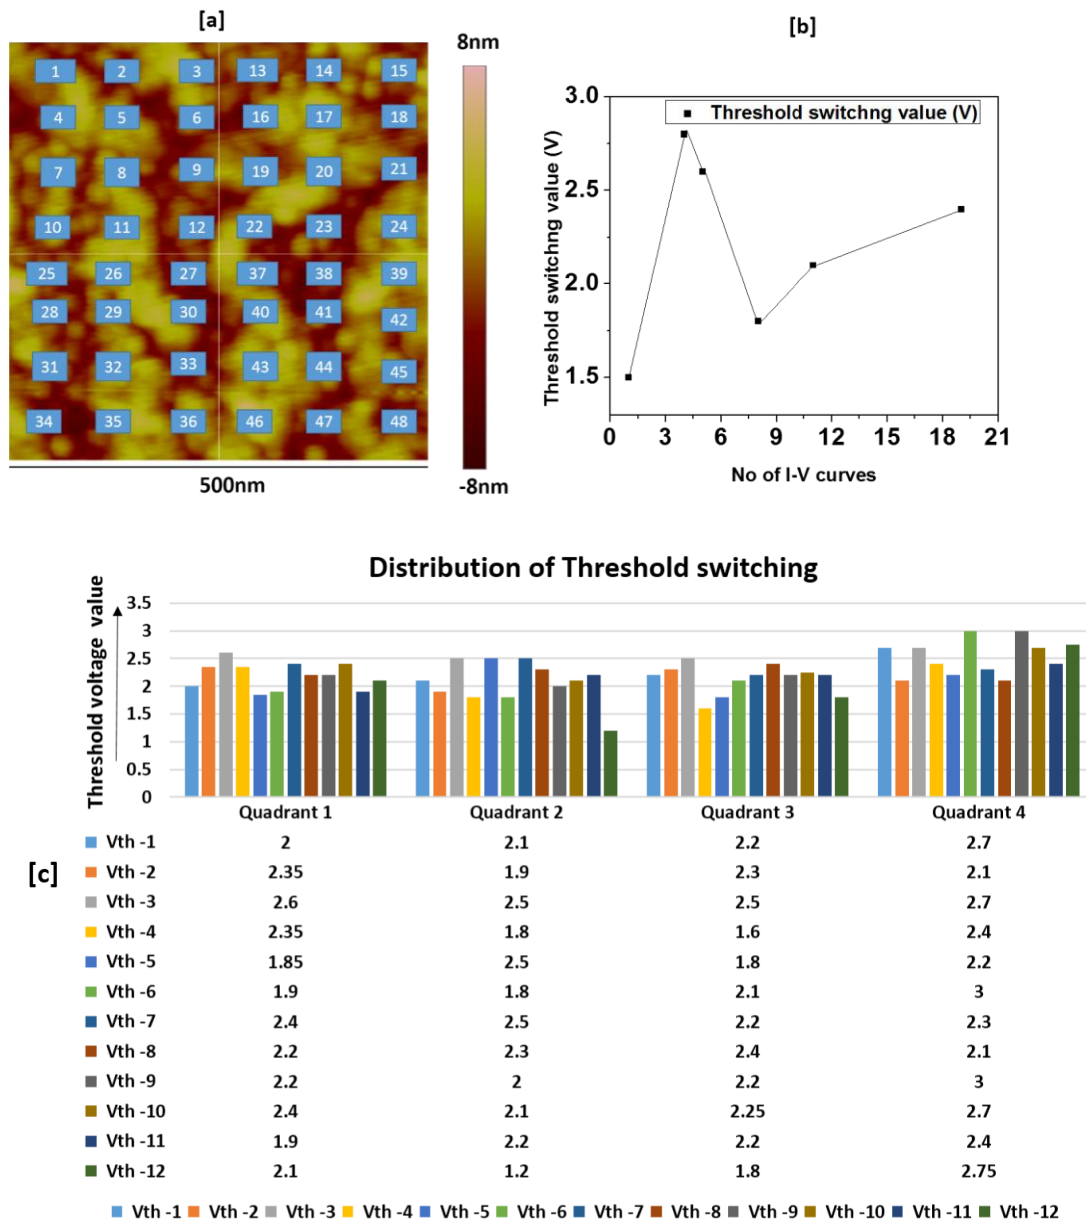 [a]
8nm
1 2 3 13 14 15
4 5 6 16 17 18
7 8 9 19 20 21
10 11 12 22 23 24
25 26 27 37 38 39
28 29 30 40 41 42
31 32 33 43 44 45
34 35 36 46 47 48
500nm
-8nm
[b]
Threshold switchng value (V)
Threshold switchng value (V)
3.0
2.5
2.0
1.5
0 3 6 9 12 15 18 21
No of I-V curves
Distribution of Threshold switching
Threshold voltage value
3.5
3
2.5
2
1.5
1
0.5
0
Quadrant 1 Quadrant 2 Quadrant 3 Quadrant 4
[c]
Vth -1 2 2.1 2.2 2.7
Vth -2 2.35 1.9 2.3 2.1
Vth -3 2.6 2.5 2.5 2.7
Vth -4 2.35 1.8 1.6 2.4
Vth -5 1.85 2.5 1.8 2.2
Vth -6 1.9 1.8 2.1 3
Vth -7 2.4 2.5 2.2 2.3
Vth -8 2.2 2.3 2.4 2.1
Vth -9 2.2 2 2.2 3
Vth -10 2.4 2.1 2.25 2.7
Vth -11 1.9 2.2 2.2 2.4
Vth -12 2.1 1.2 1.8 2.75
Vth -1 Vth -2 Vth -3 Vth -4 Vth -5 Vth -6 Vth -7 Vth -8 Vth -9 Vth -10 Vth -11 Vth -12